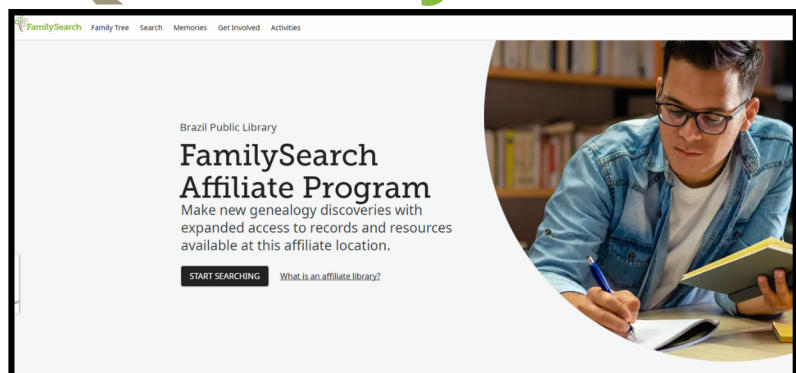 FamilySearch Family Tree Search Memories Get Involved Activities
Brazil Public Library
FamilySearch
Affiliate Program
Make new genealogy discoveries with
expanded access to records and resources
available at this affiliate location.
START SEARCHING What is an affiliate library?